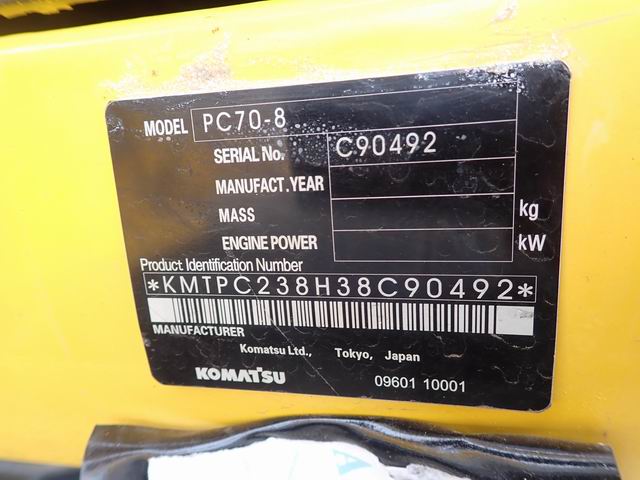 MODEL PC70-8
SERIAL No. C90492
MANUFACT.YEAR
MASS kg
ENGINE POWER kW
Product Identification Number
*KMTPC238H38C90492*
MANUFACTURER
Komatsu Ltd., Tokyo, Japan
KOMATSU 09601 10001